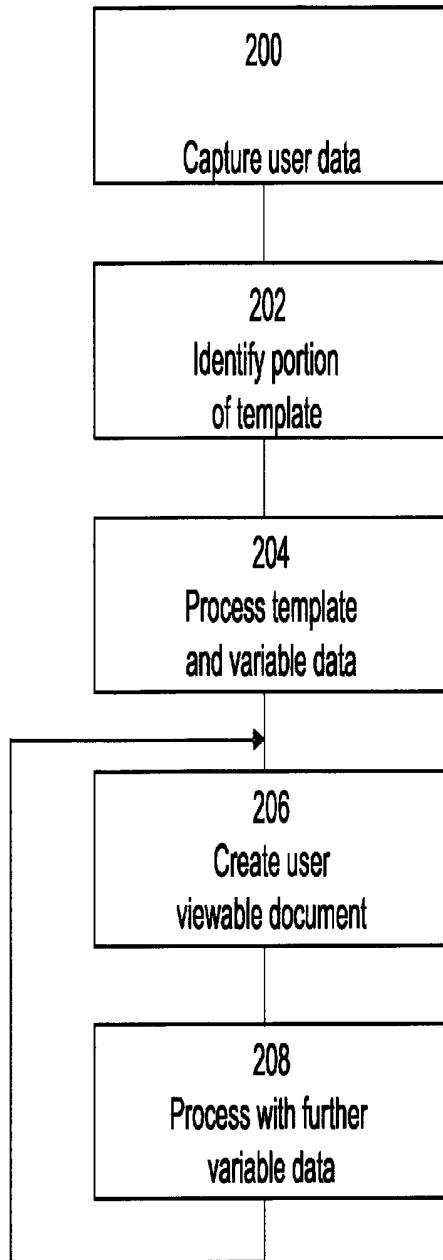 200
Capture user data
202
Identify portion
of template
204
Process template
and variable data
206
Create user
viewable document
208
Process with further
variable data